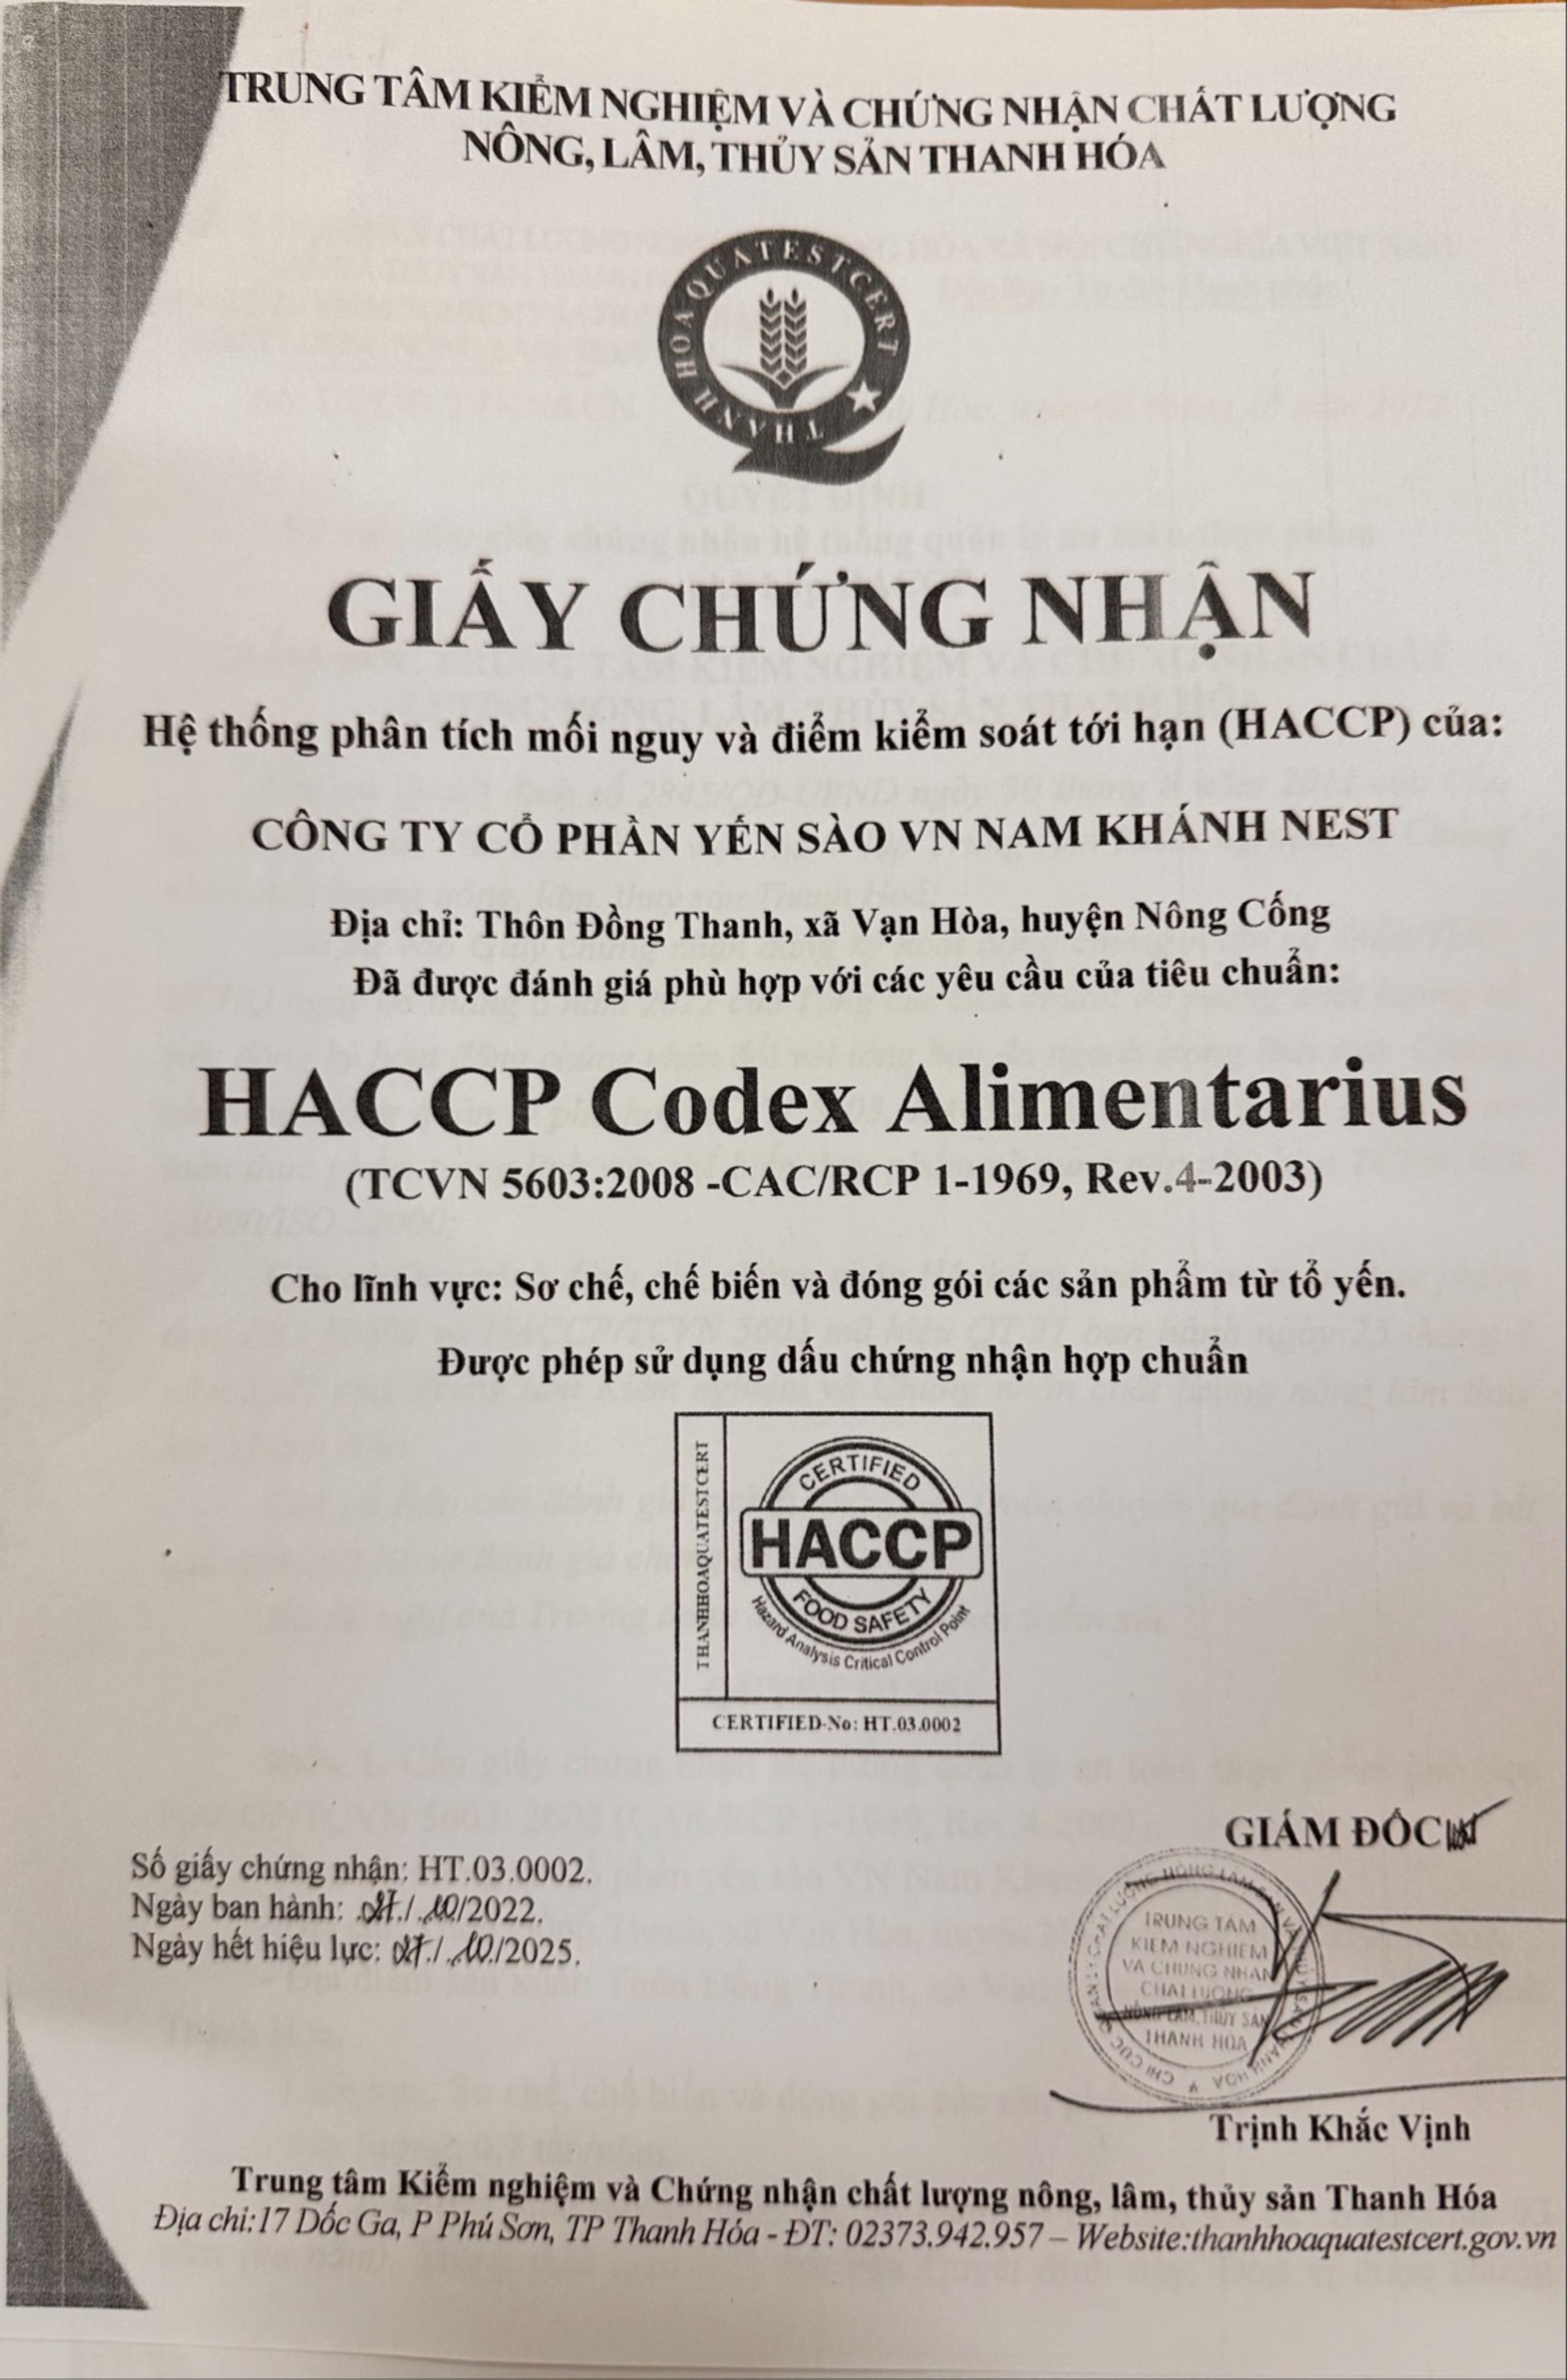 TRUNG TÂM KIỂM NGHIỆM VÀ CHỨNG NHẬN CHẤT LƯỢNG
NÔNG, LÂM, THỦY SẢN THANH HÓA
THANH HOA QUATESTCERT
GIẤY CHỨNG NHẬN
Hệ thống phân tích mối nguy và điểm kiểm soát tới hạn (HACCP) của:
CÔNG TY CỔ PHẦN YẾN SÀO VN NAM KHÁNH NEST
Địa chỉ: Thôn Đồng Thanh, xã Vạn Hòa, huyện Nông Cống
Đã được đánh giá phù hợp với các yêu cầu của tiêu chuẩn:
HACCP Codex Alimentarius
(TCVN 5603:2008 -CAC/RCP 1-1969, Rev.4-2003)
Cho lĩnh vực: Sơ chế, chế biến và đóng gói các sản phẩm từ tổ yến.
Được phép sử dụng dấu chứng nhận hợp chuẩn
THANHHOAQUATESTCERT
CERTIFIED
HACCP
FOOD SAFETY
Hazard Analysis Critical Control Point
CERTIFIED-No: HT.03.0002
GIÁM ĐỐC
Số giấy chứng nhận: HT.03.0002.
Ngày ban hành: /10/2022.
Ngày hết hiệu lực: /10/2025.
TRUNG TÂM
KIỂM NGHIỆM
VÀ CHỨNG NHẬN
CHẤT LƯỢNG
NÔNG LÂM, THỦY SẢN
THANH HÓA
Trịnh Khắc Vịnh
Trung tâm Kiểm nghiệm và Chứng nhận chất lượng nông, lâm, thủy sản Thanh Hóa
Địa chỉ:17 Dốc Ga, P Phú Sơn, TP Thanh Hóa - ĐT: 02373.942.957 – Website:thanhhoaquatestcert.gov.vn